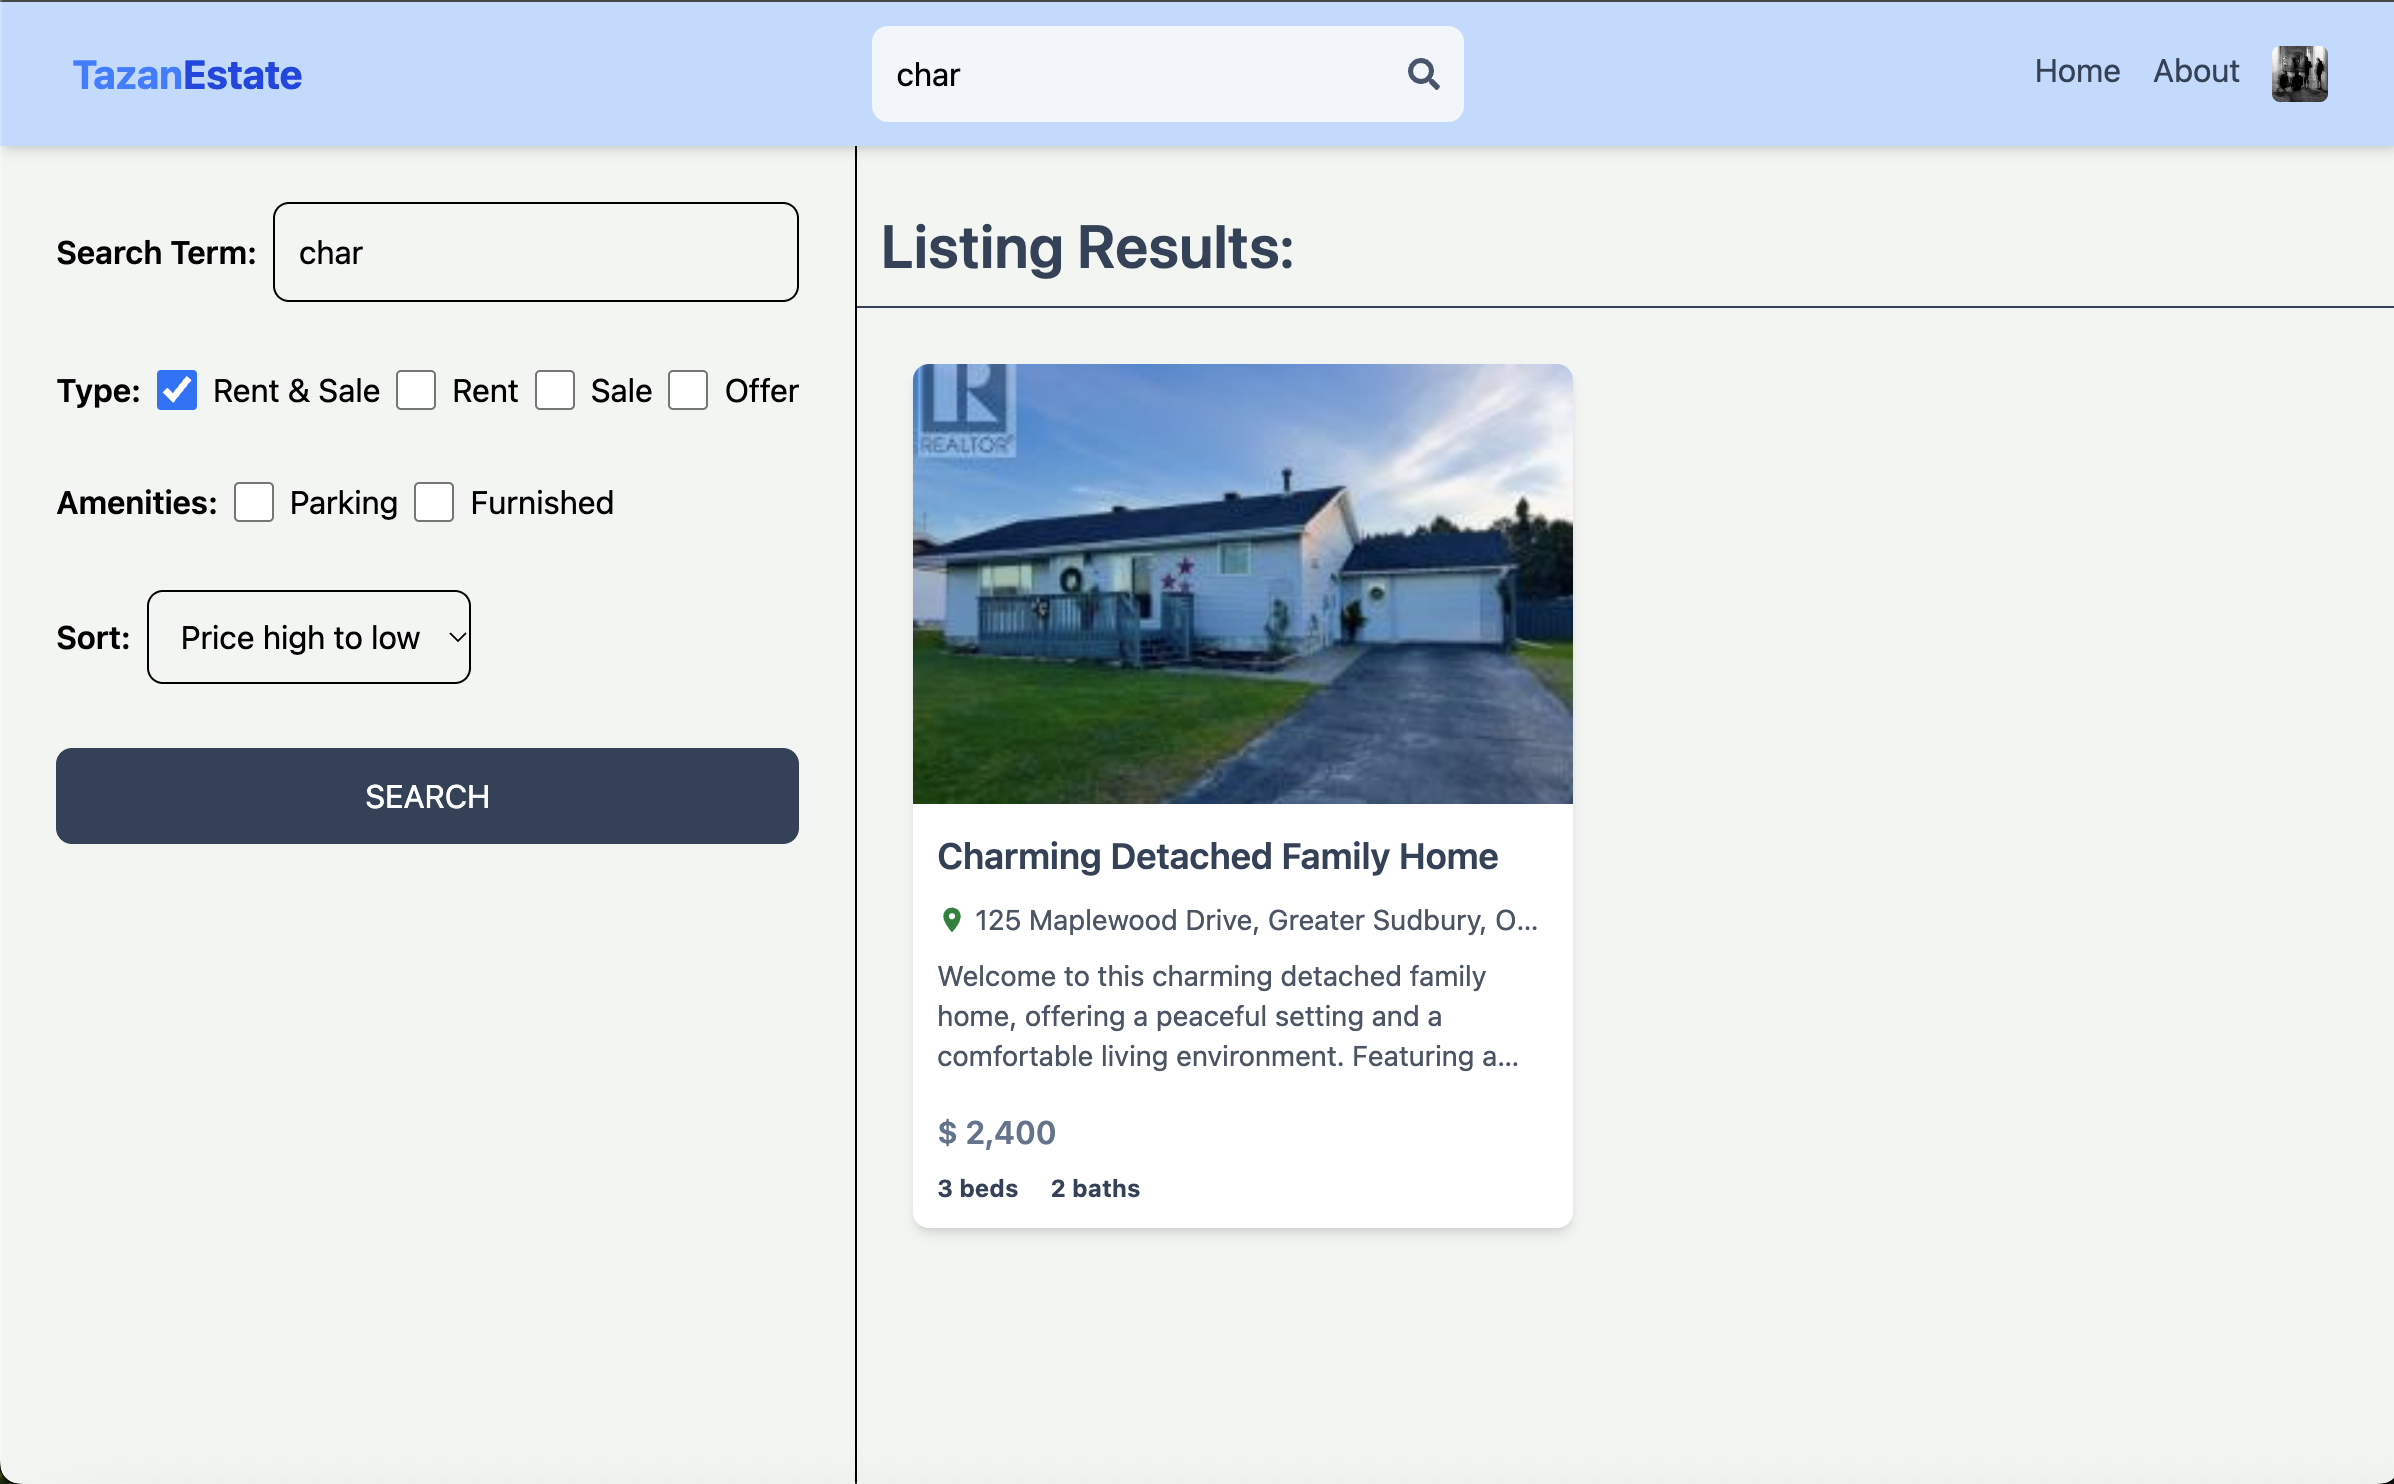 TazanEstate
char
Home About
Search Term: char
Type: Rent & Sale Rent Sale Offer
Amenities: Parking Furnished
Sort: Price high to low
SEARCH
Listing Results:
REALTOR®
Charming Detached Family Home
125 Maplewood Drive, Greater Sudbury, O...
Welcome to this charming detached family
home, offering a peaceful setting and a
comfortable living environment. Featuring a...
$ 2,400
3 beds 2 baths